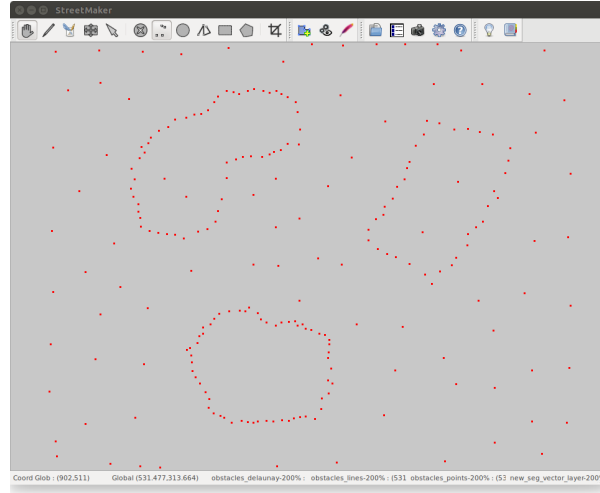 StreetMaker
Coord Glob : (902,511) Global (531.477,313.664) obstacles_delaunay-200% : obstacles_lines-200% : (531 obstacles_points-200% : (53 new_seg_vector_layer-200%